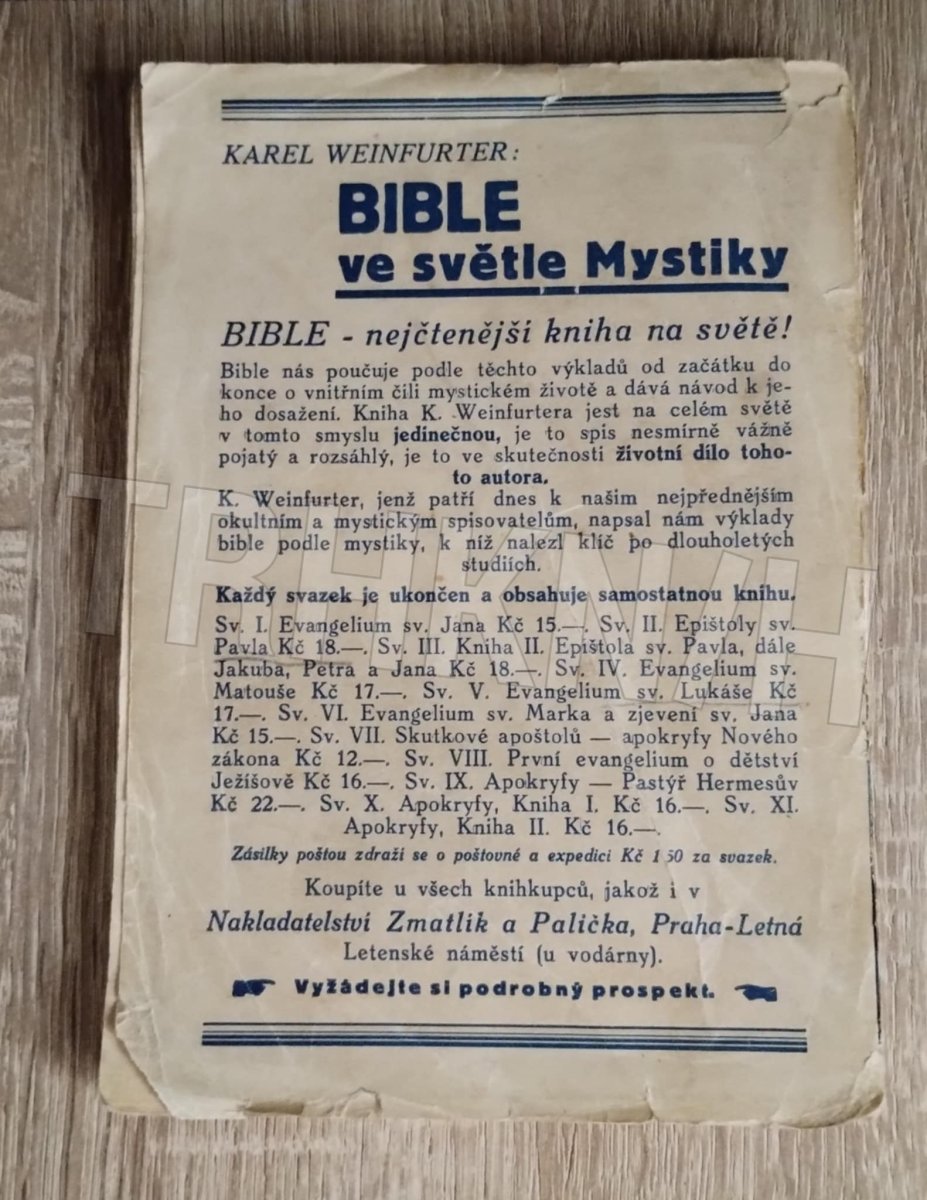 KAREL WEINFURTER:
BIBLE
ve světle Mystiky
BIBLE - nejčtenější kniha na světě!
Bible nás poučuje podle těchto výkladů od začátku do
konce o vnitřním čili mystickém životě a dává návod k je-
ho dosažení. Kniha K. Weinfurtera jest na celém světě
v tomto smyslu jedinečnou, je to spis nesmírně vážně
pojatý a rozsáhlý, je to ve skutečnosti životní dílo toho-
to autora.
K. Weinfurter, jenž patří dnes k našim nejpřednějším
okultním a mystickým spisovatelům, napsal nám výklady
bible podle mystiky, k níž nalezl klíč po dlouholetých
studiích.
Každý svazek je ukončen a obsahuje samostatnou knihu.
Sv. I. Evangelium sv. Jana Kč 15.—. Sv. II. Epištoly sv.
Pavla Kč 18.—. Sv. III. Kniha II. Epištola sv. Pavla, dále
Jakuba, Petra a Jana Kč 18.—. Sv. IV. Evangelium sv.
Matouše Kč 17.—. Sv. V. Evangelium sv. Lukáše Kč
17.—. Sv. VI. Evangelium sv. Marka a zjevení sv. Jana
Kč 15.—. Sv. VII. Skutkové apoštolů — apokryfy Nového
zákona Kč 12.—. Sv. VIII. První evangelium o dětství
Ježíšově Kč 16.—. Sv. IX. Apokryfy — Pastýř Hermesův
Kč 22.—. Sv. X. Apokryfy, Kniha I. Kč 16.—. Sv. XI.
Apokryfy, Kniha II. Kč 16.—.
Zásilky poštou zdraží se o poštovné a expedici Kč 1 50 za svazek.
Koupíte u všech knihkupců, jakož i v
Nakladatelství Zmatlík a Palička, Praha-Letná
Letenské náměstí (u vodárny).
Vyžádejte si podrobný prospekt.